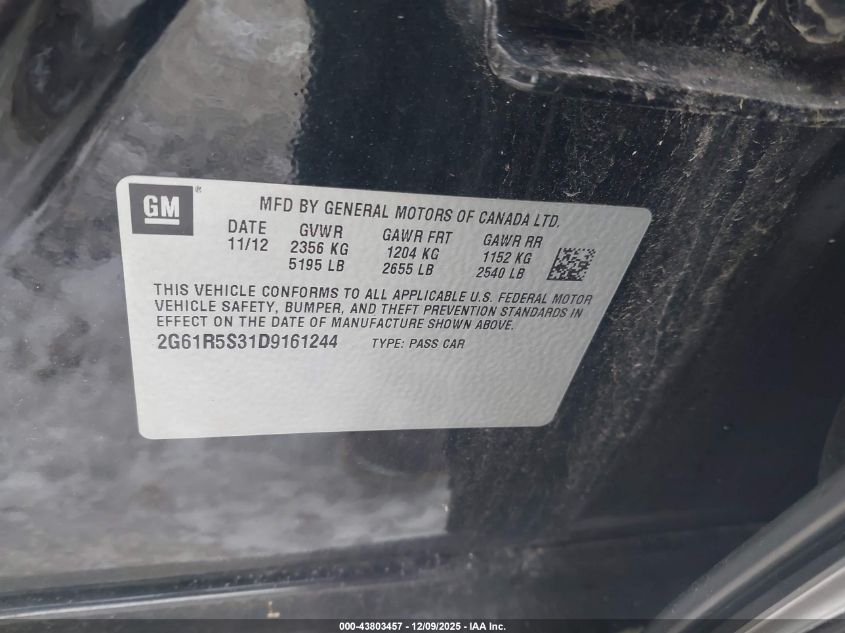 GM ®
MFD BY GENERAL MOTORS OF CANADA LTD.
DATE GVWR GAWR FRT GAWR RR
11/12 2356 KG 1204 KG 1152 KG
5195 LB 2655 LB 2540 LB
THIS VEHICLE CONFORMS TO ALL APPLICABLE U.S. FEDERAL MOTOR
VEHICLE SAFETY, BUMPER, AND THEFT PREVENTION STANDARDS IN
EFFECT ON THE DATE OF MANUFACTURE SHOWN ABOVE.
2G61R5S31D9161244 TYPE: PASS CAR
000-43803457 - 12/09/2025 - IAA Inc.